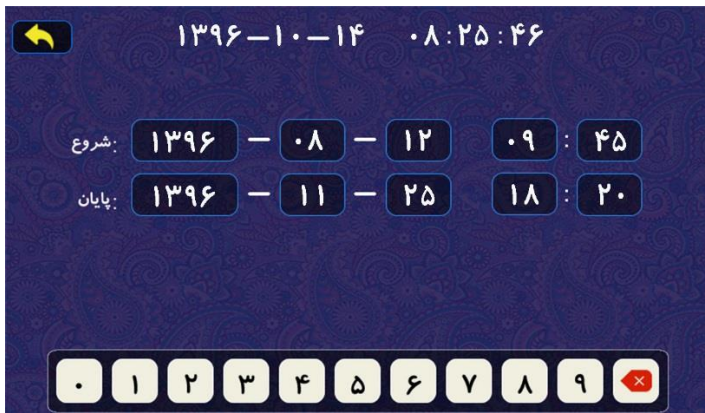 ۱۳۹۶-۱۰-۱۴ ۰۸:۲۵:۴۶
شروع: ۱۳۹۶ - ۰۸ - ۱۲ ۰۹ : ۴۵
پایان: ۱۳۹۶ - ۱۱ - ۲۵ ۱۸ : ۲۰
۰ ۱ ۲ ۳ ۴ ۵ ۶ ۷ ۸ ۹